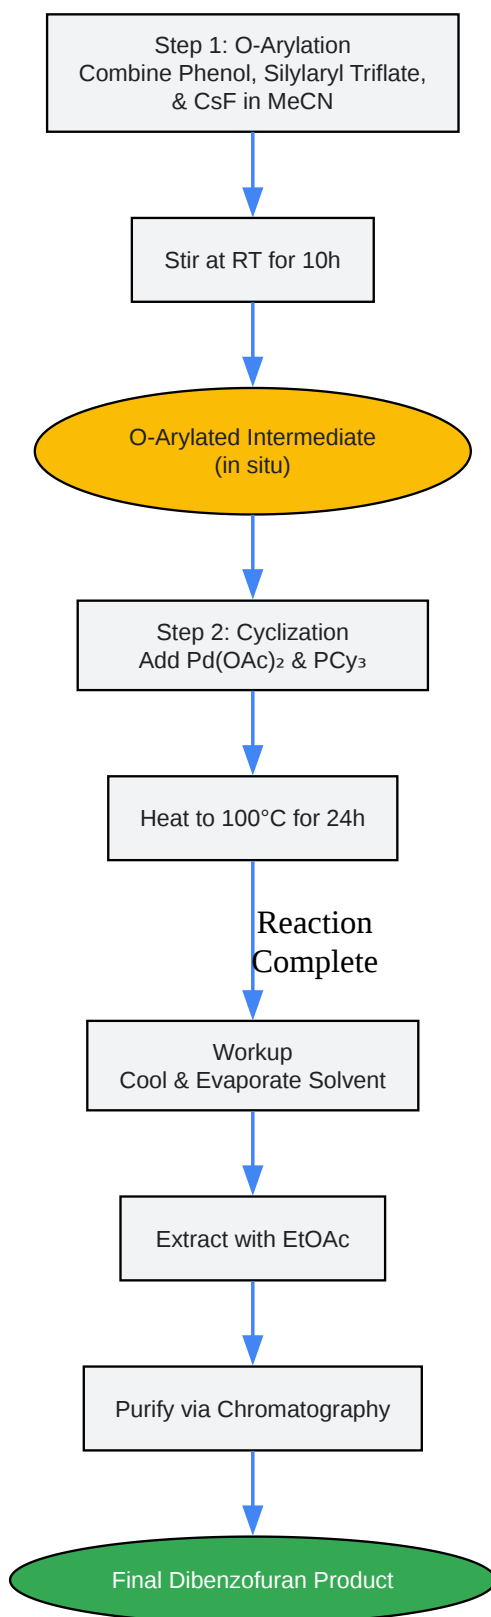 Step 1: O-Arylation
Combine Phenol, Silylaryl Triflate,
& CsF in MeCN
Stir at RT for 10h
O-Arylated Intermediate
(in situ)
Step 2: Cyclization
Add Pd(OAc)₂ & PCy₃
Heat to 100°C for 24h
Reaction
Complete
Workup
Cool & Evaporate Solvent
Extract with EtOAc
Purify via Chromatography
Final Dibenzofuran Product